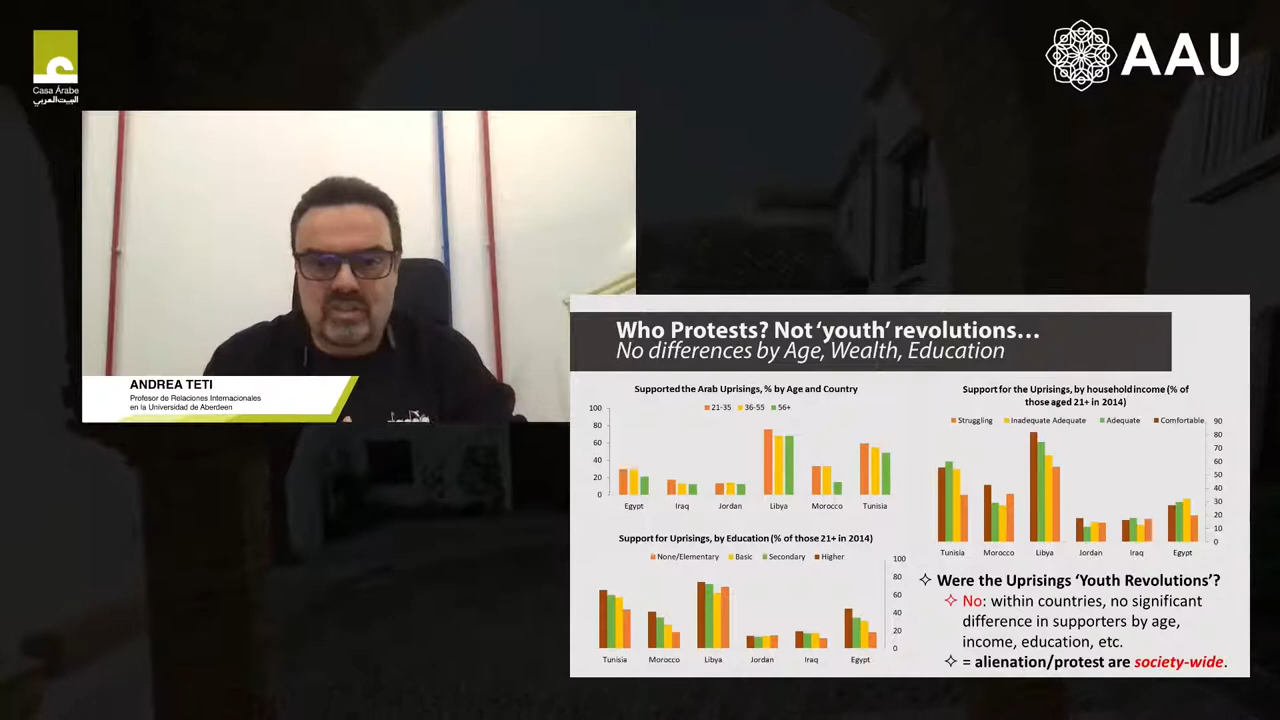 Casa Árabe
البيت العربي
AAU
ANDREA TETI
Profesor de Relaciones Internacionales
en la Universidad de Aberdeen
Who Protests? Not ‘youth’ revolutions…
No differences by Age, Wealth, Education
Supported the Arab Uprisings, % by Age and Country
21-35 36-55 56+
100
80
60
40
20
0
Egypt Iraq Jordan Libya Morocco Tunisia
Support for the Uprisings, by household income (% of
those aged 21+ in 2014)
Struggling Inadequate Adequate Adequate Comfortable
90
80
70
60
50
40
30
20
10
0
Tunisia Morocco Libya Jordan Iraq Egypt
Support for Uprisings, by Education (% of those 21+ in 2014)
None/Elementary Basic Secondary Higher
100
80
60
40
20
0
Tunisia Morocco Libya Jordan Iraq Egypt
Were the Uprisings ‘Youth Revolutions’?
No: within countries, no significant
difference in supporters by age,
income, education, etc.
= alienation/protest are society-wide.